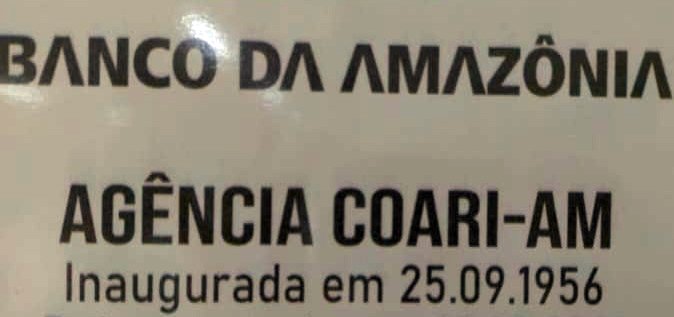 BANCO DA AMAZÔNIA
AGÊNCIA COARI-AM
Inaugurada em 25.09.1956